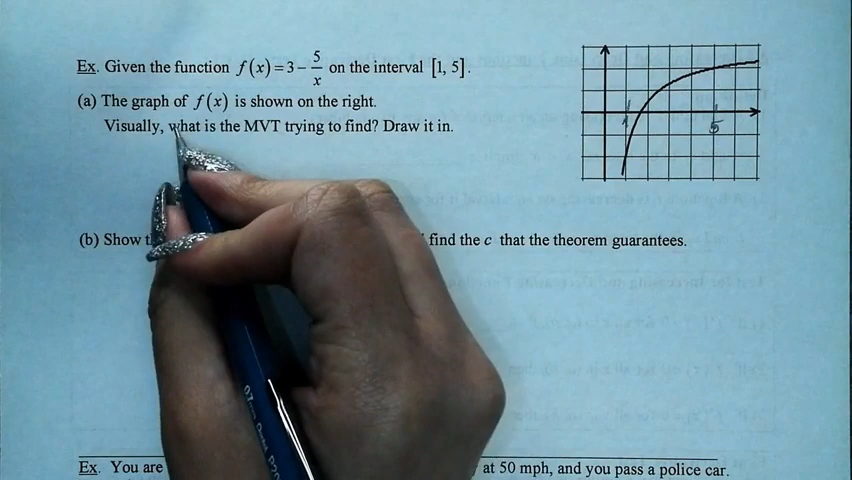 Ex. Given the function f(x) = 3 − 5/x on the interval [1, 5].
(a) The graph of f(x) is shown on the right.
Visually, what is the MVT trying to find? Draw it in.
1 5
(b) Show find the c that the theorem guarantees.
Ex. You are at 50 mph, and you pass a police car.